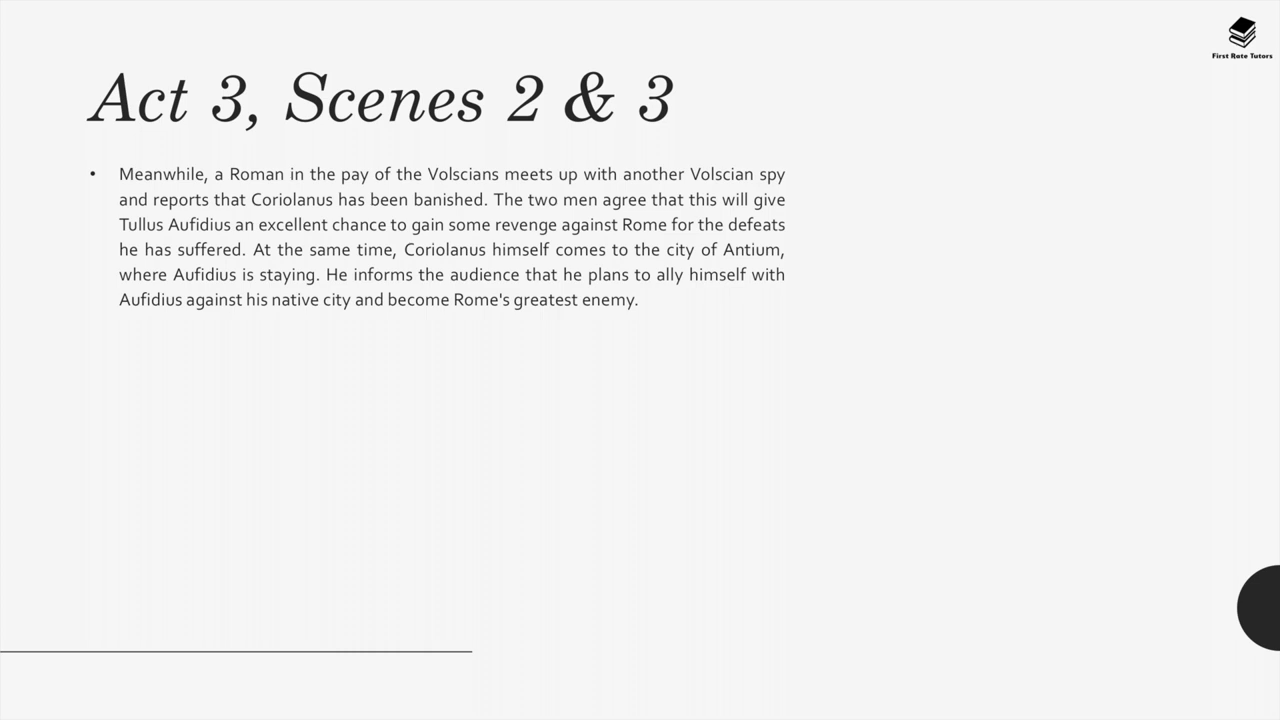 First Rate Tutors
Act 3, Scenes 2 & 3
• Meanwhile, a Roman in the pay of the Volscians meets up with another Volscian spy
and reports that Coriolanus has been banished. The two men agree that this will give
Tullus Aufidius an excellent chance to gain some revenge against Rome for the defeats
he has suffered. At the same time, Coriolanus himself comes to the city of Antium,
where Aufidius is staying. He informs the audience that he plans to ally himself with
Aufidius against his native city and become Rome's greatest enemy.